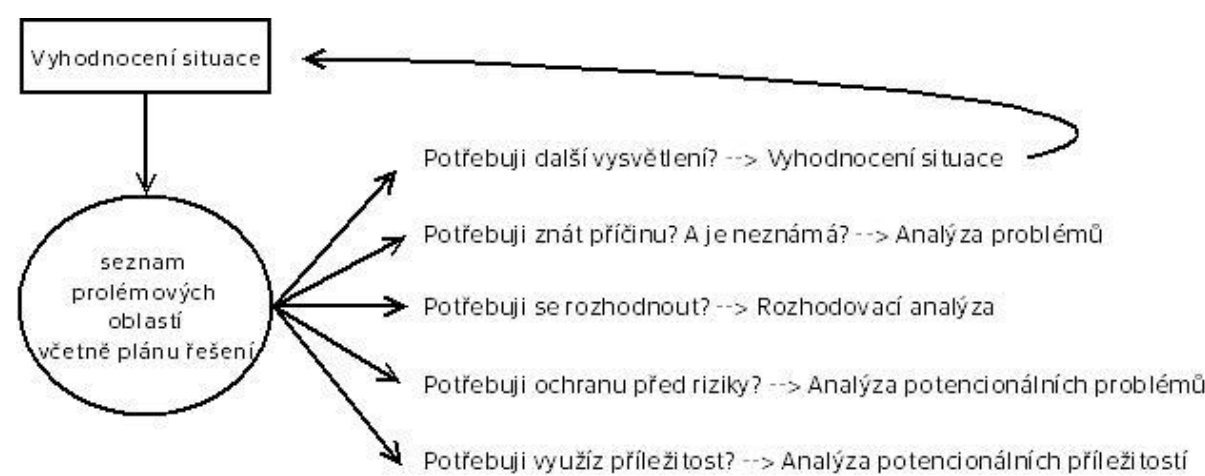 Vyhodnocení situace
Potřebuji další vysvětlení? --> Vyhodnocení situace
Potřebuji znát příčinu? A je neznámá? --> Analýza problémů
seznam
prolémových
oblastí
včetně plánu řešení
Potřebuji se rozhodnout? --> Rozhodovací analýza
Potřebuji ochranu před riziky? --> Analýza potencionálních problémů
Potřebuji využíz příležitost? --> Analýza potencionálních příležitostí